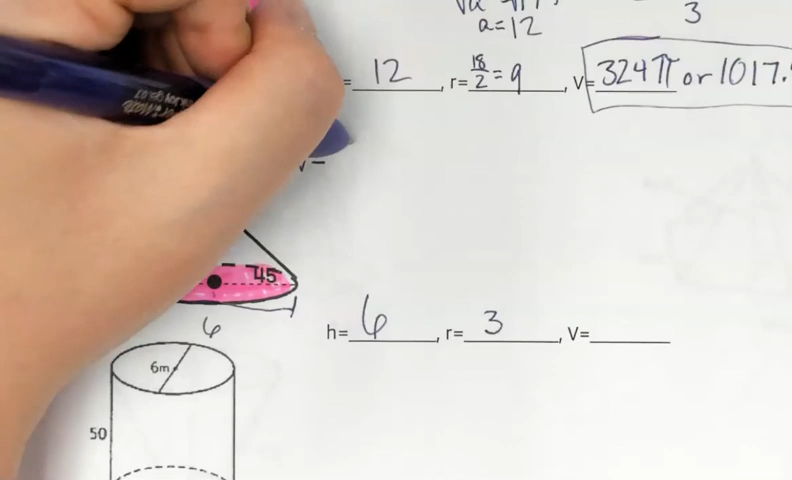 3
a=12
= 12, r= 18/2 = 9, V= 324π or 1017.
45
6
h= 6, r= 3, V=
6m
50